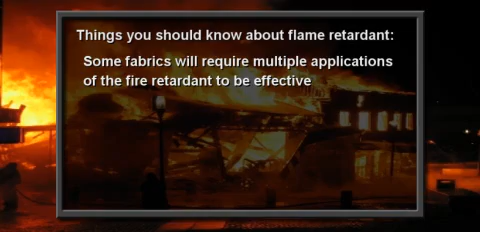 Things you should know about flame retardant:
Some fabrics will require multiple applications
of the fire retardant to be effective